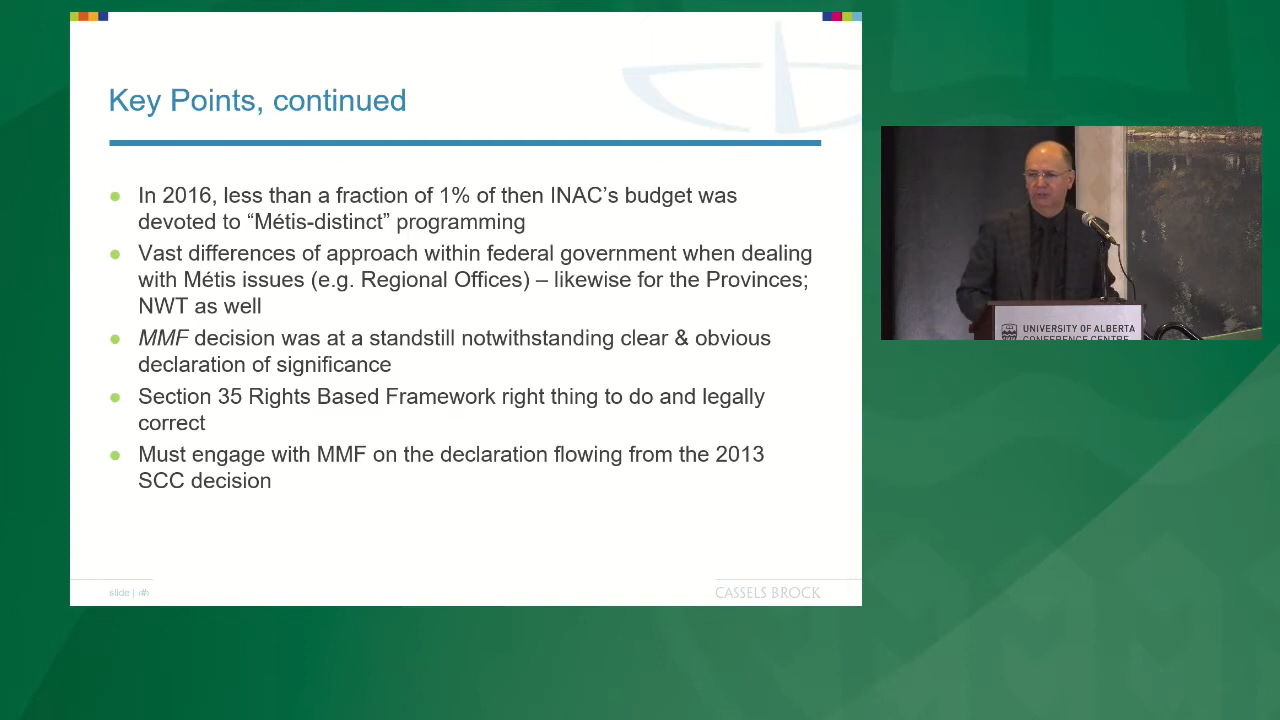 Key Points, continued
In 2016, less than a fraction of 1% of then INAC’s budget was
devoted to “Métis-distinct” programming
Vast differences of approach within federal government when dealing
with Métis issues (e.g. Regional Offices) – likewise for the Provinces;
NWT as well
MMF decision was at a standstill notwithstanding clear & obvious
declaration of significance
Section 35 Rights Based Framework right thing to do and legally
correct
Must engage with MMF on the declaration flowing from the 2013
SCC decision
slide | ‹#›
CASSELS BROCK
UNIVERSITY OF ALBERTA
CONFERENCE CENTRE